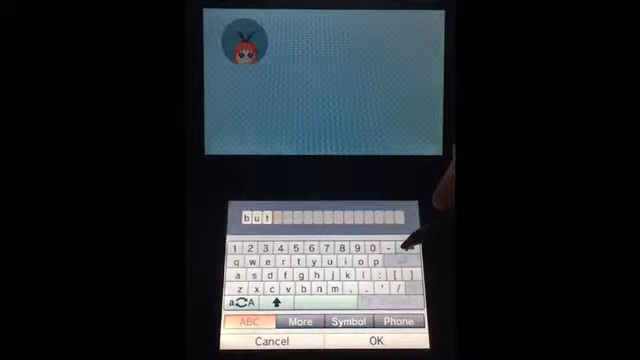 but
1 2 3 4 5 6 7 8 9 0 -
q w e r t y u i o p
a s d f g h j k l : [ ]
z x c v b n m , . ' /
a A
ABC More Symbol Phone
Cancel OK